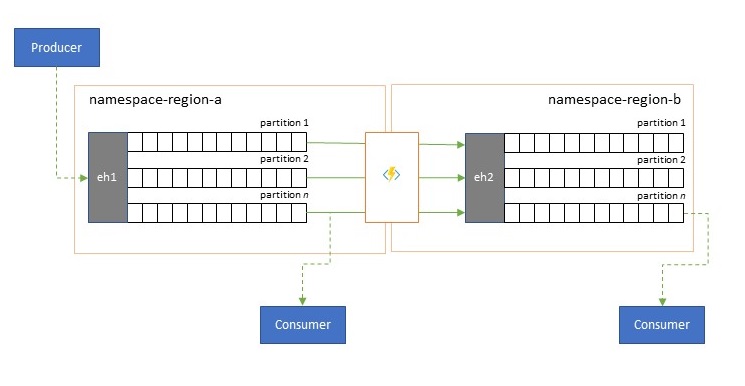 Producer
namespace-region-a
namespace-region-b
partition 1
partition 1
eh1
partition 2
eh2
partition 2
partition n
partition n
Consumer
Consumer